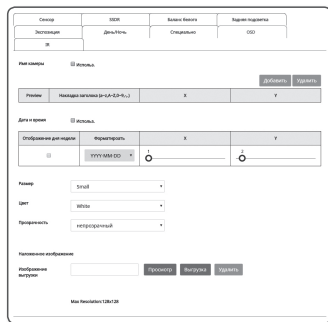 Сенсор SSDR Баланс белого Задняя подсветка
Экспозиция День/Ночь Специально OSD
IR
Имя камеры Использ.
Добавить Удалить
Preview Накладка заголока (a~z,A~Z,0~9,-,.) X Y
Дата и время Использ.
Отображение дня недели Форматироать X Y
YYYY-MM-DD 1 2
Размер Small
Цвет White
Прозрачность непрозрачный
Наложенное изображение
Изображение выгрузки Просмотр Выгрузка Удалить
Max Resolution:128x128